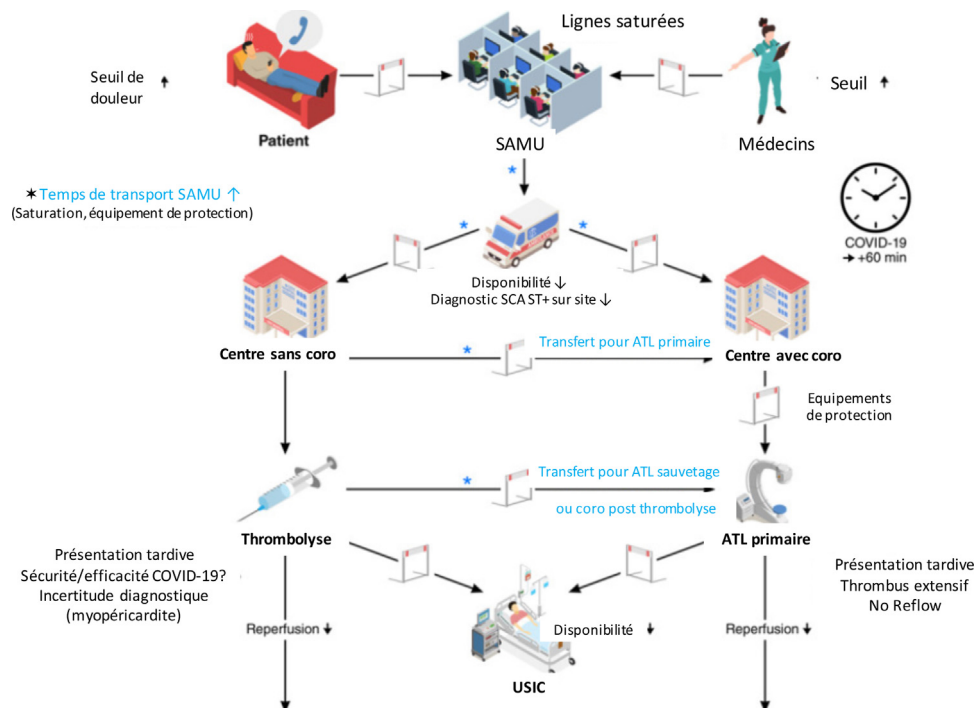 Lignes saturées
Seuil de
douleur ↑
Patient
SAMU
Médecins
Seuil ↑
✶ Temps de transport SAMU ↑
(Saturation, équipement de protection)
COVID-19
→ +60 min
Disponibilité ↓
Diagnostic SCA ST+ sur site ↓
Centre sans coro
Transfert pour ATL primaire
Centre avec coro
Equipements
de protection
Transfert pour ATL sauvetage
ou coro post thrombolyse
Thrombolyse
ATL primaire
Présentation tardive
Sécurité/efficacité COVID-19?
Incertitude diagnostique
(myopéricardite)
Présentation tardive
Thrombus extensif
No Reflow
Reperfusion ↓
Disponibilité ↓
Reperfusion ↓
USIC